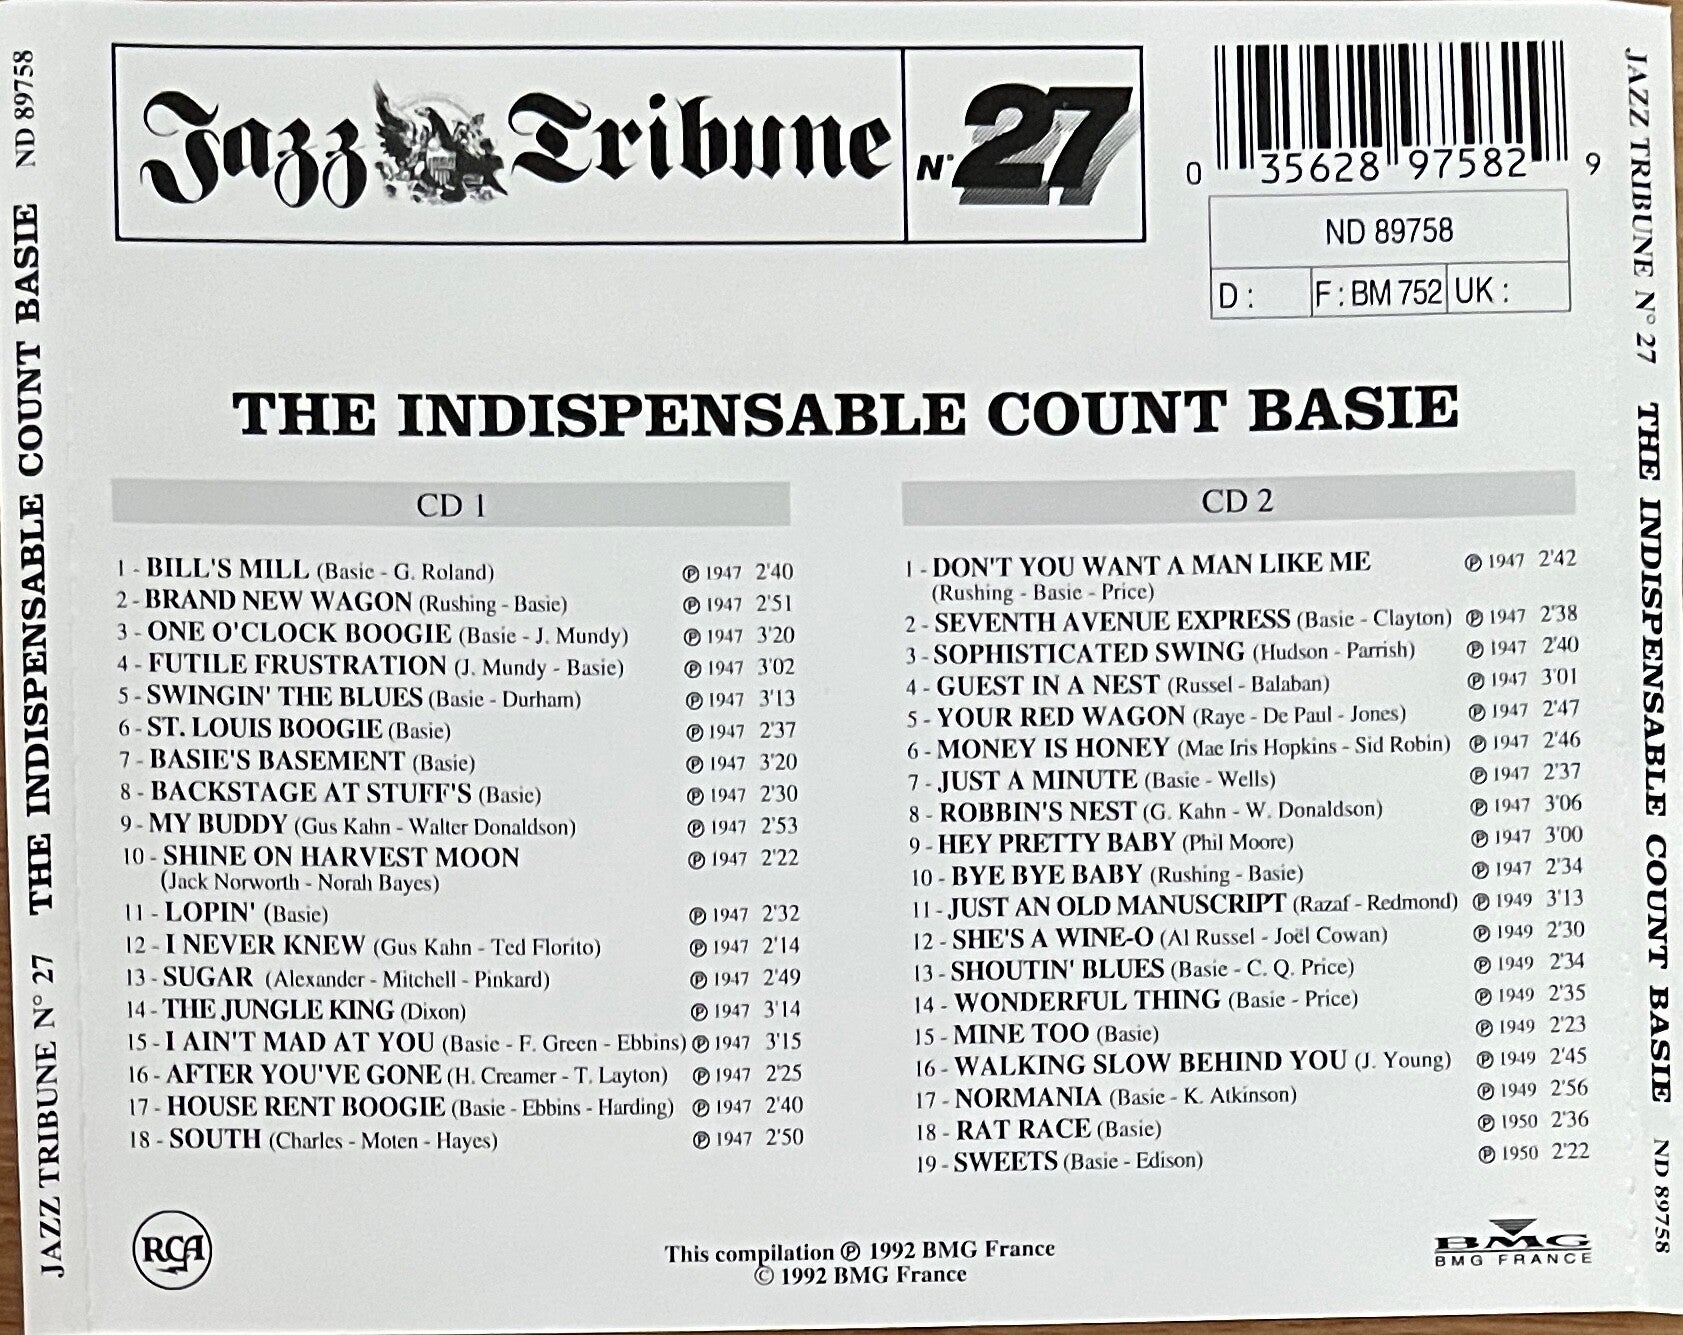 JAZZ TRIBUNE N° 27 THE INDISPENSABLE COUNT BASIE ND 89758
Jazz Tribune N° 27
0 35628 97582 9
ND 89758
D : F : BM 752 UK :
THE INDISPENSABLE COUNT BASIE
CD 1
1 - BILL'S MILL (Basie - G. Roland) ℗ 1947 2'40
2 - BRAND NEW WAGON (Rushing - Basie) ℗ 1947 2'51
3 - ONE O'CLOCK BOOGIE (Basie - J. Mundy) ℗ 1947 3'20
4 - FUTILE FRUSTRATION (J. Mundy - Basie) ℗ 1947 3'02
5 - SWINGIN' THE BLUES (Basie - Durham) ℗ 1947 3'13
6 - ST. LOUIS BOOGIE (Basie) ℗ 1947 2'37
7 - BASIE'S BASEMENT (Basie) ℗ 1947 3'20
8 - BACKSTAGE AT STUFF'S (Basie) ℗ 1947 2'30
9 - MY BUDDY (Gus Kahn - Walter Donaldson) ℗ 1947 2'53
10 - SHINE ON HARVEST MOON ℗ 1947 2'22
(Jack Norworth - Norah Bayes)
11 - LOPIN' (Basie) ℗ 1947 2'32
12 - I NEVER KNEW (Gus Kahn - Ted Florito) ℗ 1947 2'14
13 - SUGAR (Alexander - Mitchell - Pinkard) ℗ 1947 2'49
14 - THE JUNGLE KING (Dixon) ℗ 1947 3'14
15 - I AIN'T MAD AT YOU (Basie - F. Green - Ebbins) ℗ 1947 3'15
16 - AFTER YOU'VE GONE (H. Creamer - T. Layton) ℗ 1947 2'25
17 - HOUSE RENT BOOGIE (Basie - Ebbins - Harding) ℗ 1947 2'40
18 - SOUTH (Charles - Moten - Hayes) ℗ 1947 2'50
CD 2
1 - DON'T YOU WANT A MAN LIKE ME ℗ 1947 2'42
(Rushing - Basie - Price)
2 - SEVENTH AVENUE EXPRESS (Basie - Clayton) ℗ 1947 2'38
3 - SOPHISTICATED SWING (Hudson - Parrish) ℗ 1947 2'40
4 - GUEST IN A NEST (Russel - Balaban) ℗ 1947 3'01
5 - YOUR RED WAGON (Raye - De Paul - Jones) ℗ 1947 2'47
6 - MONEY IS HONEY (Mae Iris Hopkins - Sid Robin) ℗ 1947 2'46
7 - JUST A MINUTE (Basie - Wells) ℗ 1947 2'37
8 - ROBBIN'S NEST (G. Kahn - W. Donaldson) ℗ 1947 3'06
9 - HEY PRETTY BABY (Phil Moore) ℗ 1947 3'00
10 - BYE BYE BABY (Rushing - Basie) ℗ 1947 2'34
11 - JUST AN OLD MANUSCRIPT (Razaf - Redmond) ℗ 1949 3'13
12 - SHE'S A WINE-O (Al Russel - Joël Cowan) ℗ 1949 2'30
13 - SHOUTIN' BLUES (Basie - C. Q. Price) ℗ 1949 2'34
14 - WONDERFUL THING (Basie - Price) ℗ 1949 2'35
15 - MINE TOO (Basie) ℗ 1949 2'23
16 - WALKING SLOW BEHIND YOU (J. Young) ℗ 1949 2'45
17 - NORMANIA (Basie - K. Atkinson) ℗ 1949 2'56
18 - RAT RACE (Basie) ℗ 1950 2'36
19 - SWEETS (Basie - Edison) ℗ 1950 2'22
RCA
This compilation ℗ 1992 BMG France
© 1992 BMG France
BMG
BMG FRANCE
JAZZ TRIBUNE N° 27 THE INDISPENSABLE COUNT BASIE ND 89758